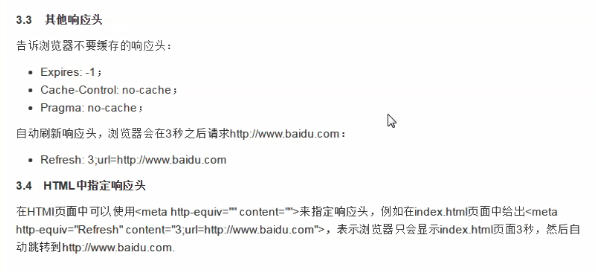 3.3 其他响应头
告诉浏览器不要缓存的响应头：
• Expires: -1；
• Cache-Control: no-cache；
• Pragma: no-cache；
自动刷新响应头，浏览器会在3秒之后请求http://www.baidu.com：
• Refresh: 3;url=http://www.baidu.com
3.4 HTML中指定响应头
在HTMl页面中可以使用<meta http-equiv="" content="">来指定响应头，例如在index.html页面中给出<meta
http-equiv="Refresh" content="3;url=http://www.baidu.com">，表示浏览器只会显示index.html页面3秒，然后自
动跳转到http://www.baidu.com.